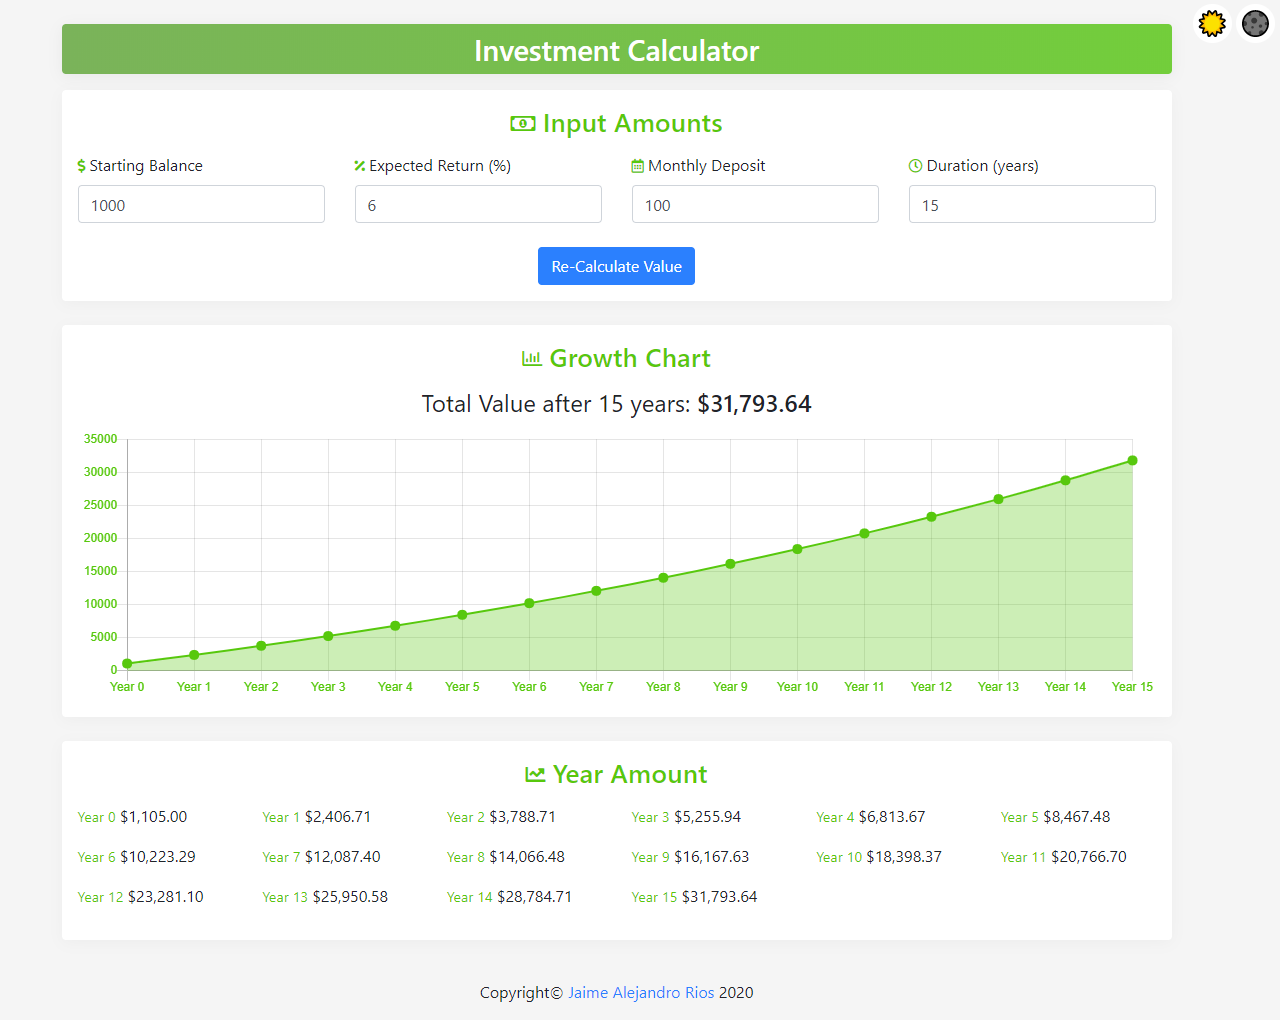 Investment Calculator
Input Amounts
Starting Balance
Expected Return (%)
Monthly Deposit
Duration (years)
1000
6
100
15
Re-Calculate Value
Growth Chart
Total Value after 15 years: $31,793.64
35000
30000
25000
20000
15000
10000
5000
0
Year 0 Year 1 Year 2 Year 3 Year 4 Year 5 Year 6 Year 7 Year 8 Year 9 Year 10 Year 11 Year 12 Year 13 Year 14 Year 15
Year Amount
Year 0 $1,105.00 Year 1 $2,406.71 Year 2 $3,788.71 Year 3 $5,255.94 Year 4 $6,813.67 Year 5 $8,467.48
Year 6 $10,223.29 Year 7 $12,087.40 Year 8 $14,066.48 Year 9 $16,167.63 Year 10 $18,398.37 Year 11 $20,766.70
Year 12 $23,281.10 Year 13 $25,950.58 Year 14 $28,784.71 Year 15 $31,793.64
Copyright© Jaime Alejandro Rios 2020